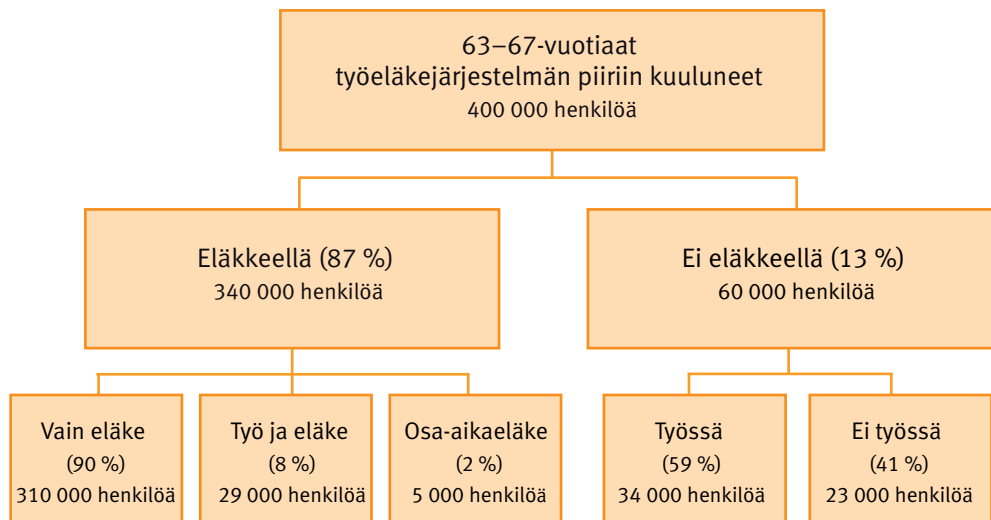 63–67-vuotiaat
työeläkejärjestelmän piiriin kuuluneet
400 000 henkilöä
Eläkkeellä (87 %)
340 000 henkilöä
Ei eläkkeellä (13 %)
60 000 henkilöä
Vain eläke
(90 %)
310 000 henkilöä
Työ ja eläke
(8 %)
29 000 henkilöä
Osa-aikaeläke
(2 %)
5 000 henkilöä
Työssä
(59 %)
34 000 henkilöä
Ei työssä
(41 %)
23 000 henkilöä